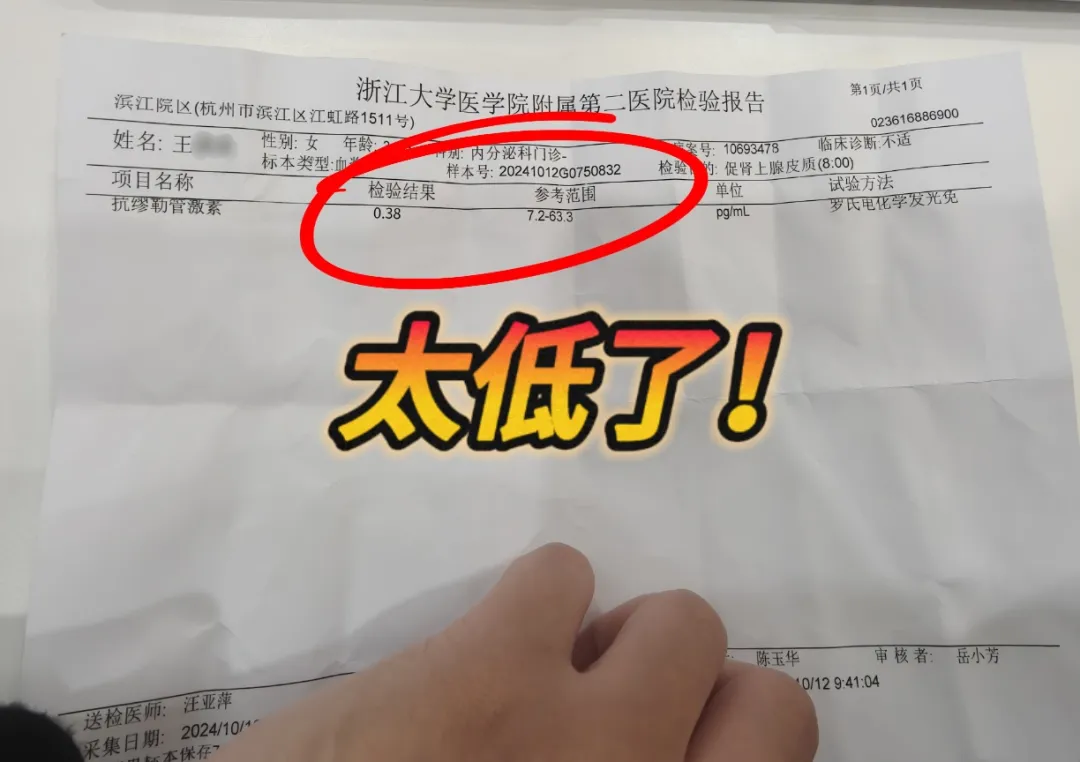 浙江大学医学院附属第二医院检验报告
第1页/共1页
滨江院区(杭州市滨江区江虹路1511号)
023616886900
姓名: 王
性别: 女 年龄:
内分泌科门诊-
案号: 10693478 临床诊断:不适
标本类型:血
样本号: 20241012G0750832
检验 的: 促肾上腺皮质(8:00)
项目名称 检验结果 参考范围 单位 试验方法
抗缪勒管激素 0.38 7.2-63.3 pg/mL 罗氏电化学发光免
太低了!
陈玉华 审核者: 岳小芳
送检医师: 汪亚萍
10/12 9:41:04
采集日期: 2024/10/1
标本保存